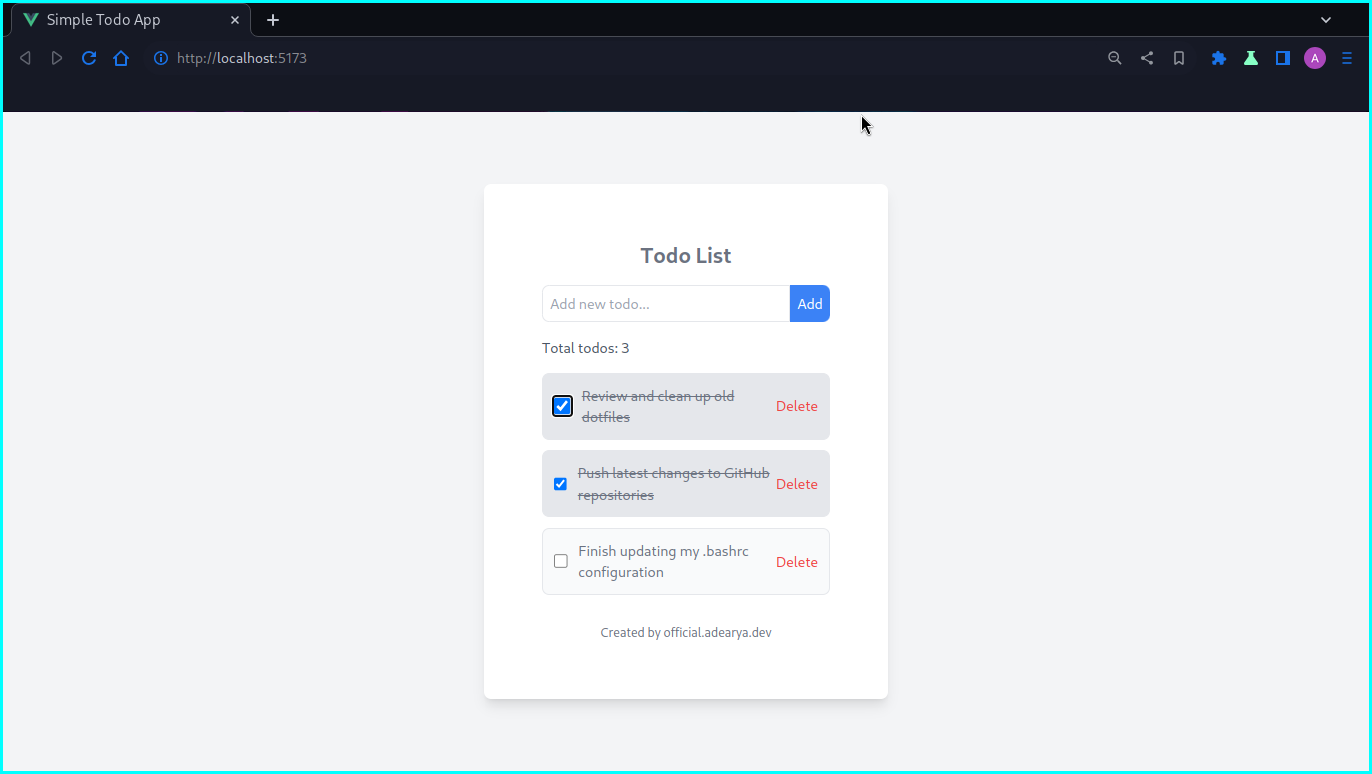 Simple Todo App
http://localhost:5173
A
Todo List
Add new todo...
Add
Total todos: 3
Review and clean up old
dotfiles
Delete
Push latest changes to GitHub
repositories
Delete
Finish updating my .bashrc
configuration
Delete
Created by official.adearya.dev